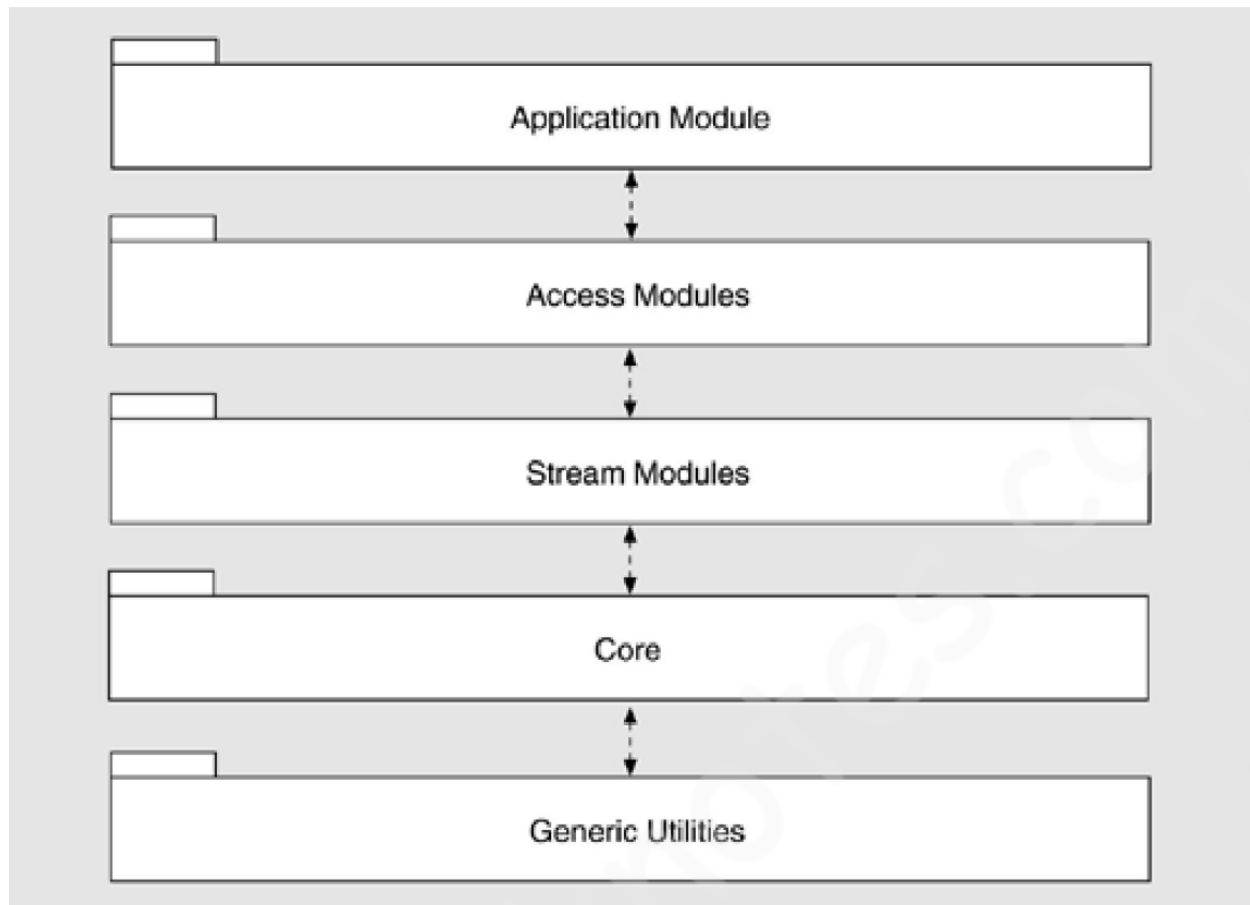 Application Module
Access Modules
Stream Modules
Core
Generic Utilities